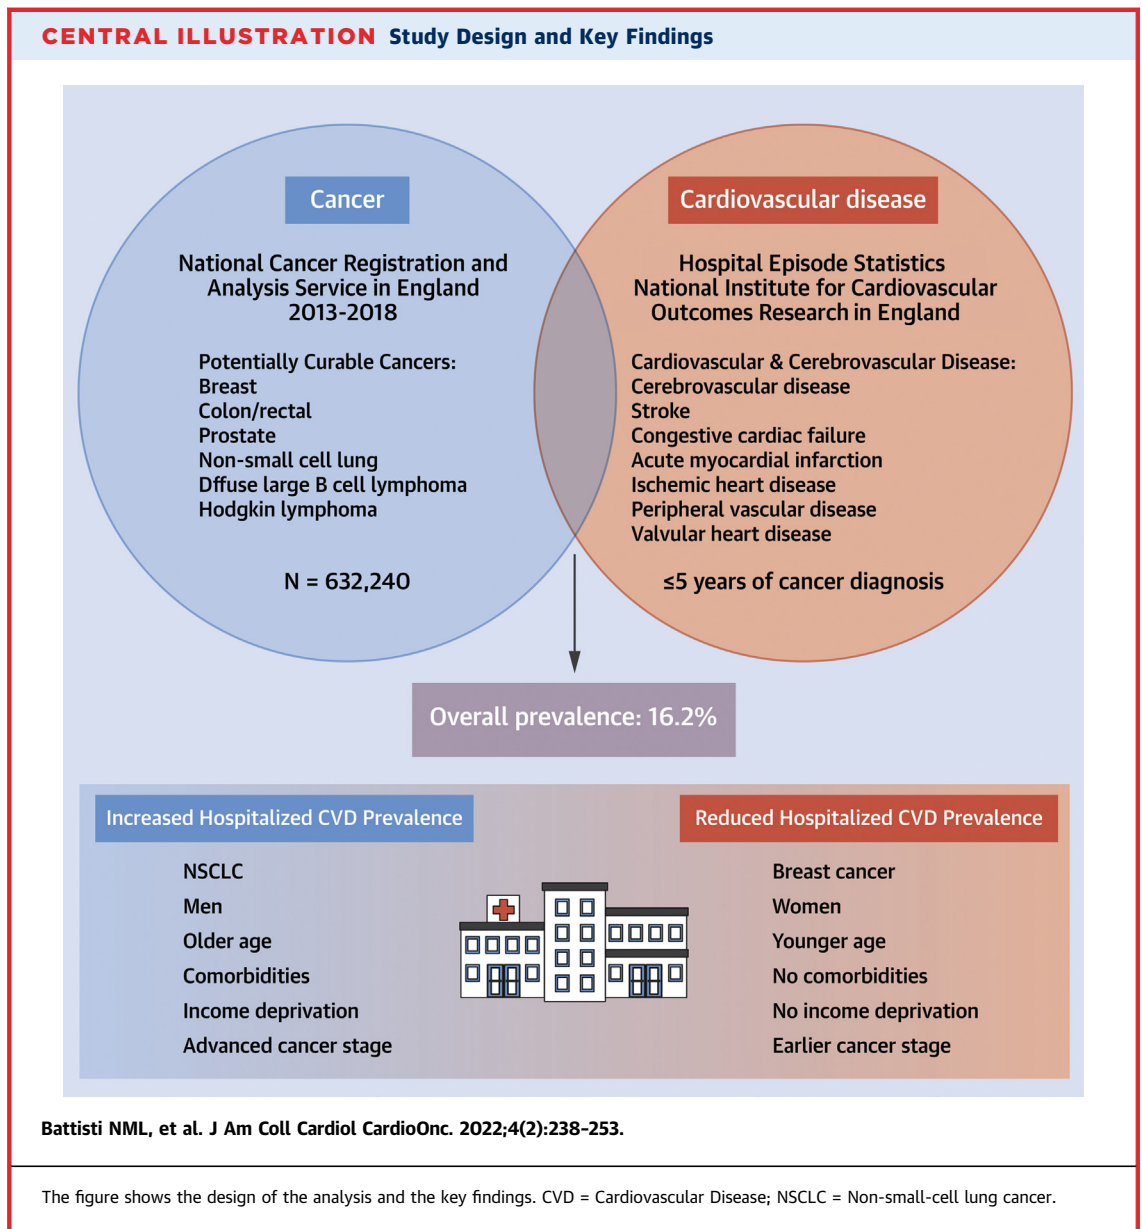 CENTRAL ILLUSTRATION Study Design and Key Findings
Cancer
National Cancer Registration and
Analysis Service in England
2013-2018
Potentially Curable Cancers:
Breast
Colon/rectal
Prostate
Non-small cell lung
Dffuse large B cell lymphoma
Hodgkin lymphoma
N = 632,240
Cardiovascular disease
Hospital Episode Statistics
National Institute for Cardiovascular
Outcomes Research in England
Cardiovascular & Cerebrovascular Disease:
Cerebrovascular disease
Stroke
Congestive cardiac failure
Acute myocardial infarction
Ischemic heart disease
Peripheral vascular disease
Valvular heart disease
≤5 years of cancer diagnosis
Overall prevalence: 16.2%
Increased Hospitalized CVD Prevalence
NSCLC
Men
Older age
Comorbidities
Income deprivation
Advanced cancer stage
Reduced Hospitalized CVD Prevalence
Breast cancer
Women
Younger age
No comorbidities
No income deprivation
Earlier cancer stage
Battisti NML, et al. J Am Coll Cardiol CardioOnc. 2022;4(2):238–253.
The figure shows the design of the analysis and the key findings. CVD = Cardiovascular Disease; NSCLC = Non-small-cell lung cancer.